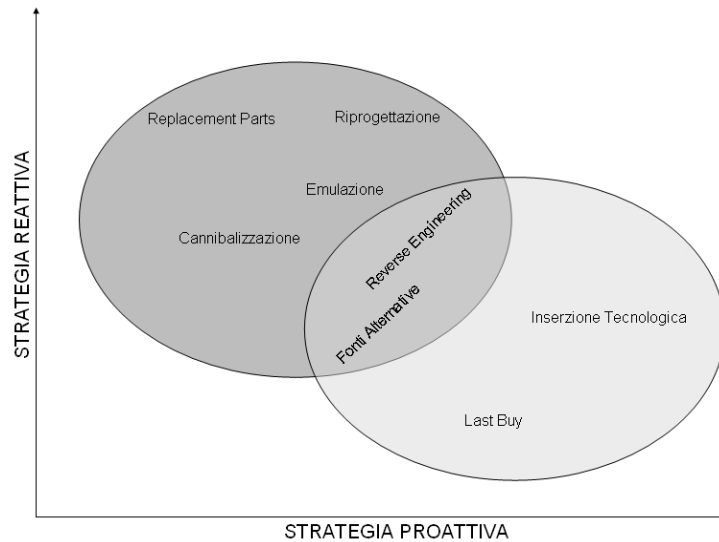 STRATEGIA REATTIVA
Replacement Parts
Riprogettazione
Emulazione
Cannibalizzazione
Reverse Engineering
Fonti Alternative
Inserzione Tecnologica
Last Buy
STRATEGIA PROATTIVA